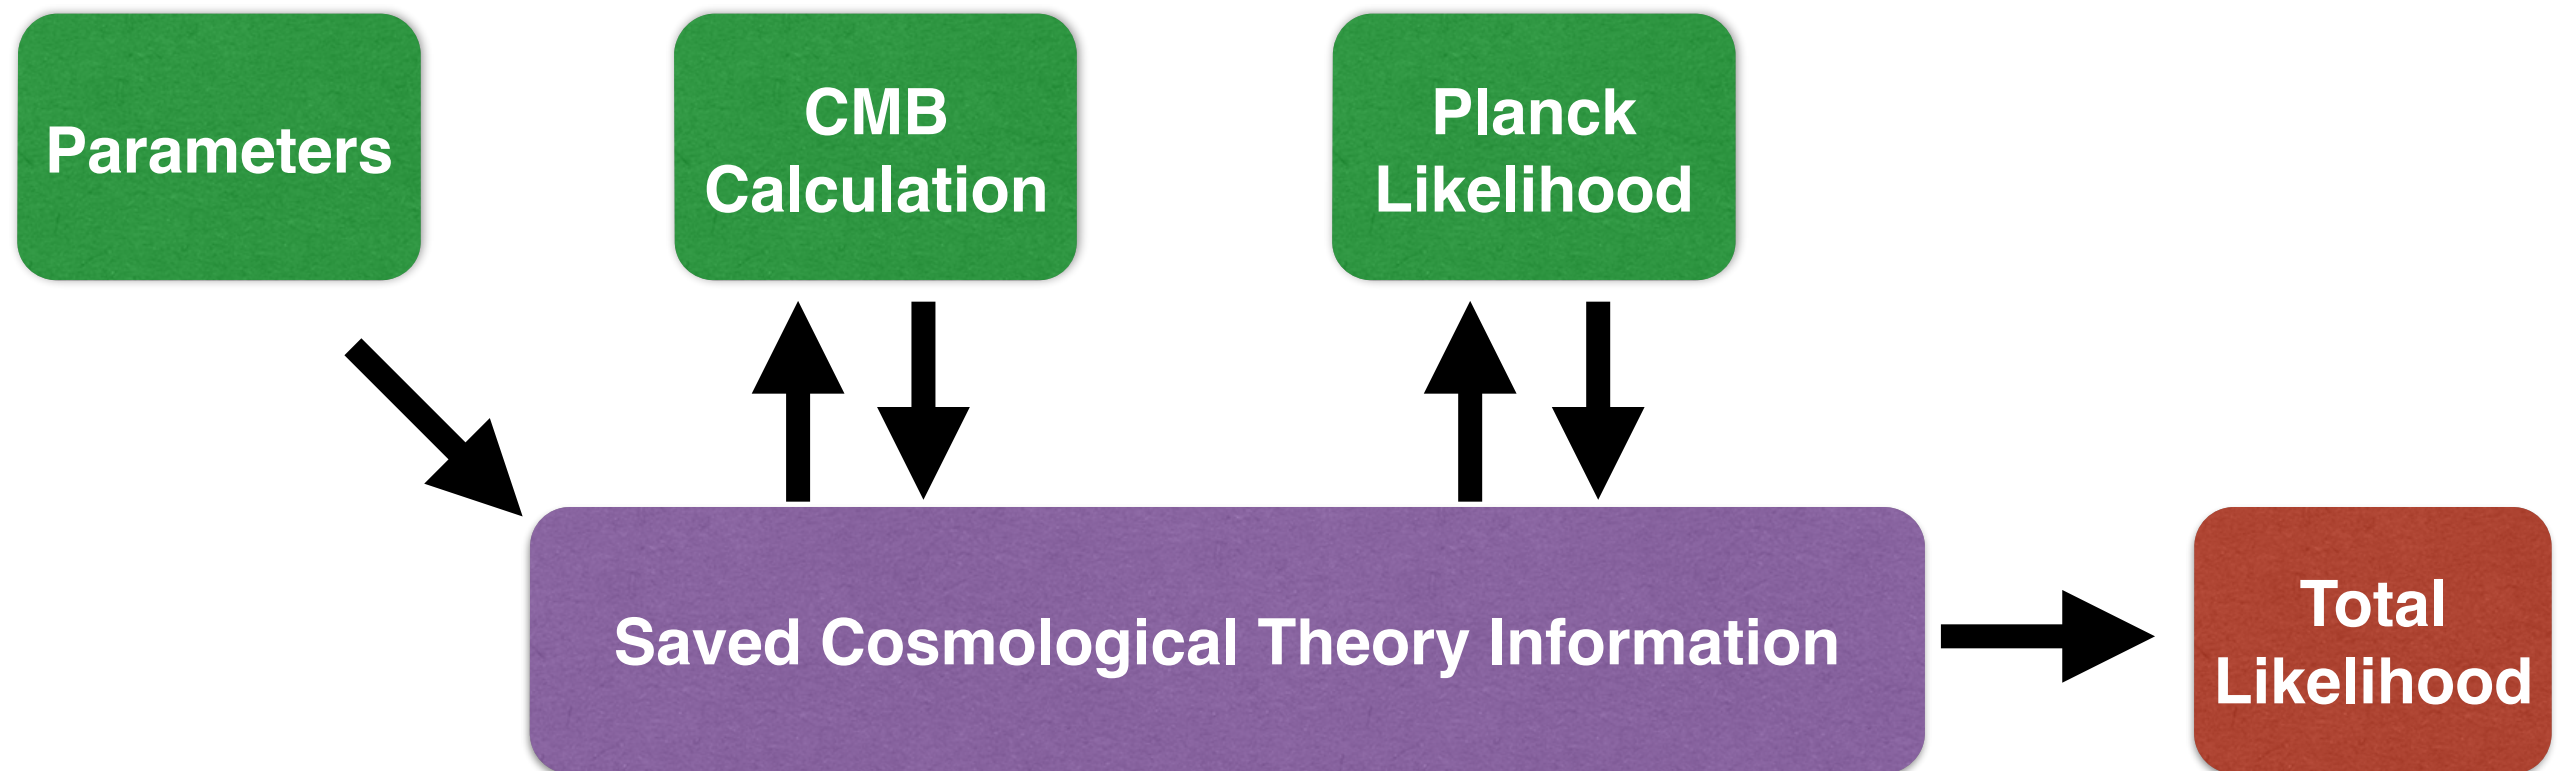 Parameters
CMB
Calculation
Planck
Likelihood
Saved Cosmological Theory Information
Total
Likelihood